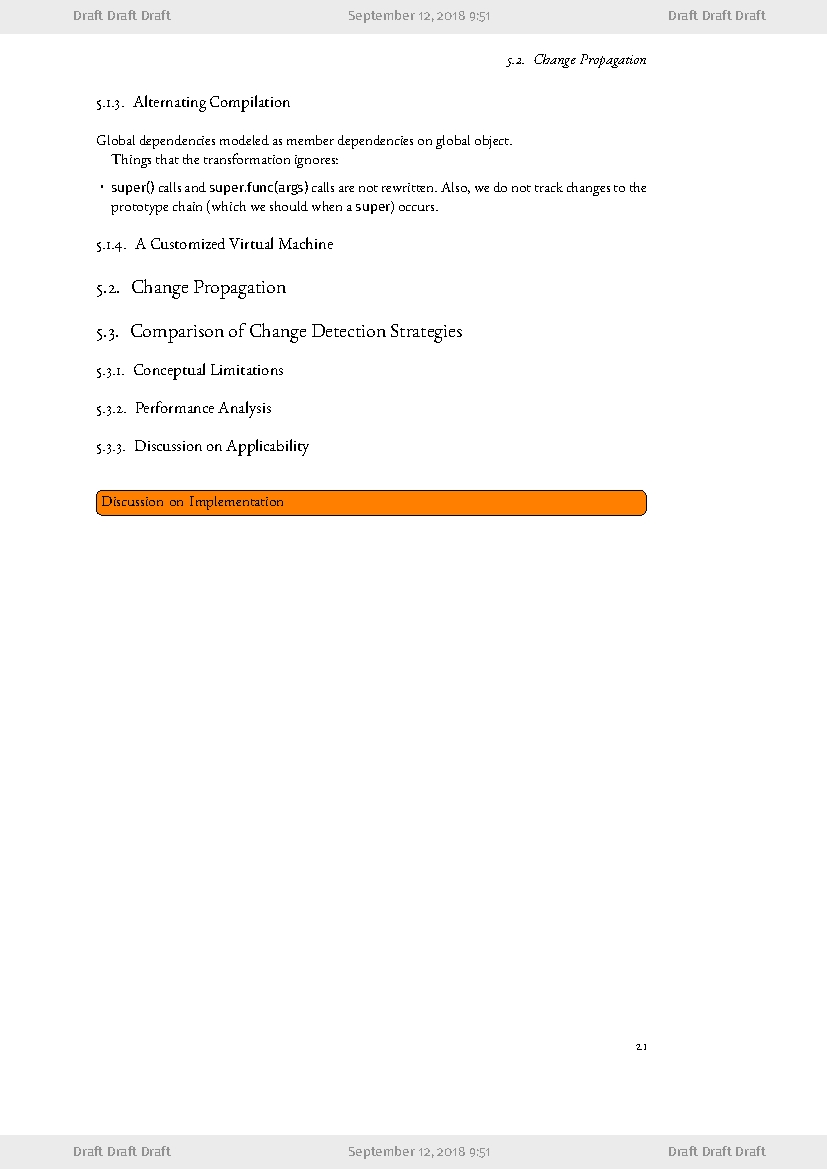 Draft Draft Draft September 12, 2018 9:51 Draft Draft Draft
5.2. Change Propagation
5.1.3. Alternating Compilation
Global dependencies modeled as member dependencies on global object.
Things that the transformation ignores:
• super() calls and super.func(args) calls are not rewritten. Also, we do not track changes to the
prototype chain (which we should when a super) occurs.
5.1.4. A Customized Virtual Machine
5.2. Change Propagation
5.3. Comparison of Change Detection Strategies
5.3.1. Conceptual Limitations
5.3.2. Performance Analysis
5.3.3. Discussion on Applicability
Discussion on Implementation
21
Draft Draft Draft September 12, 2018 9:51 Draft Draft Draft